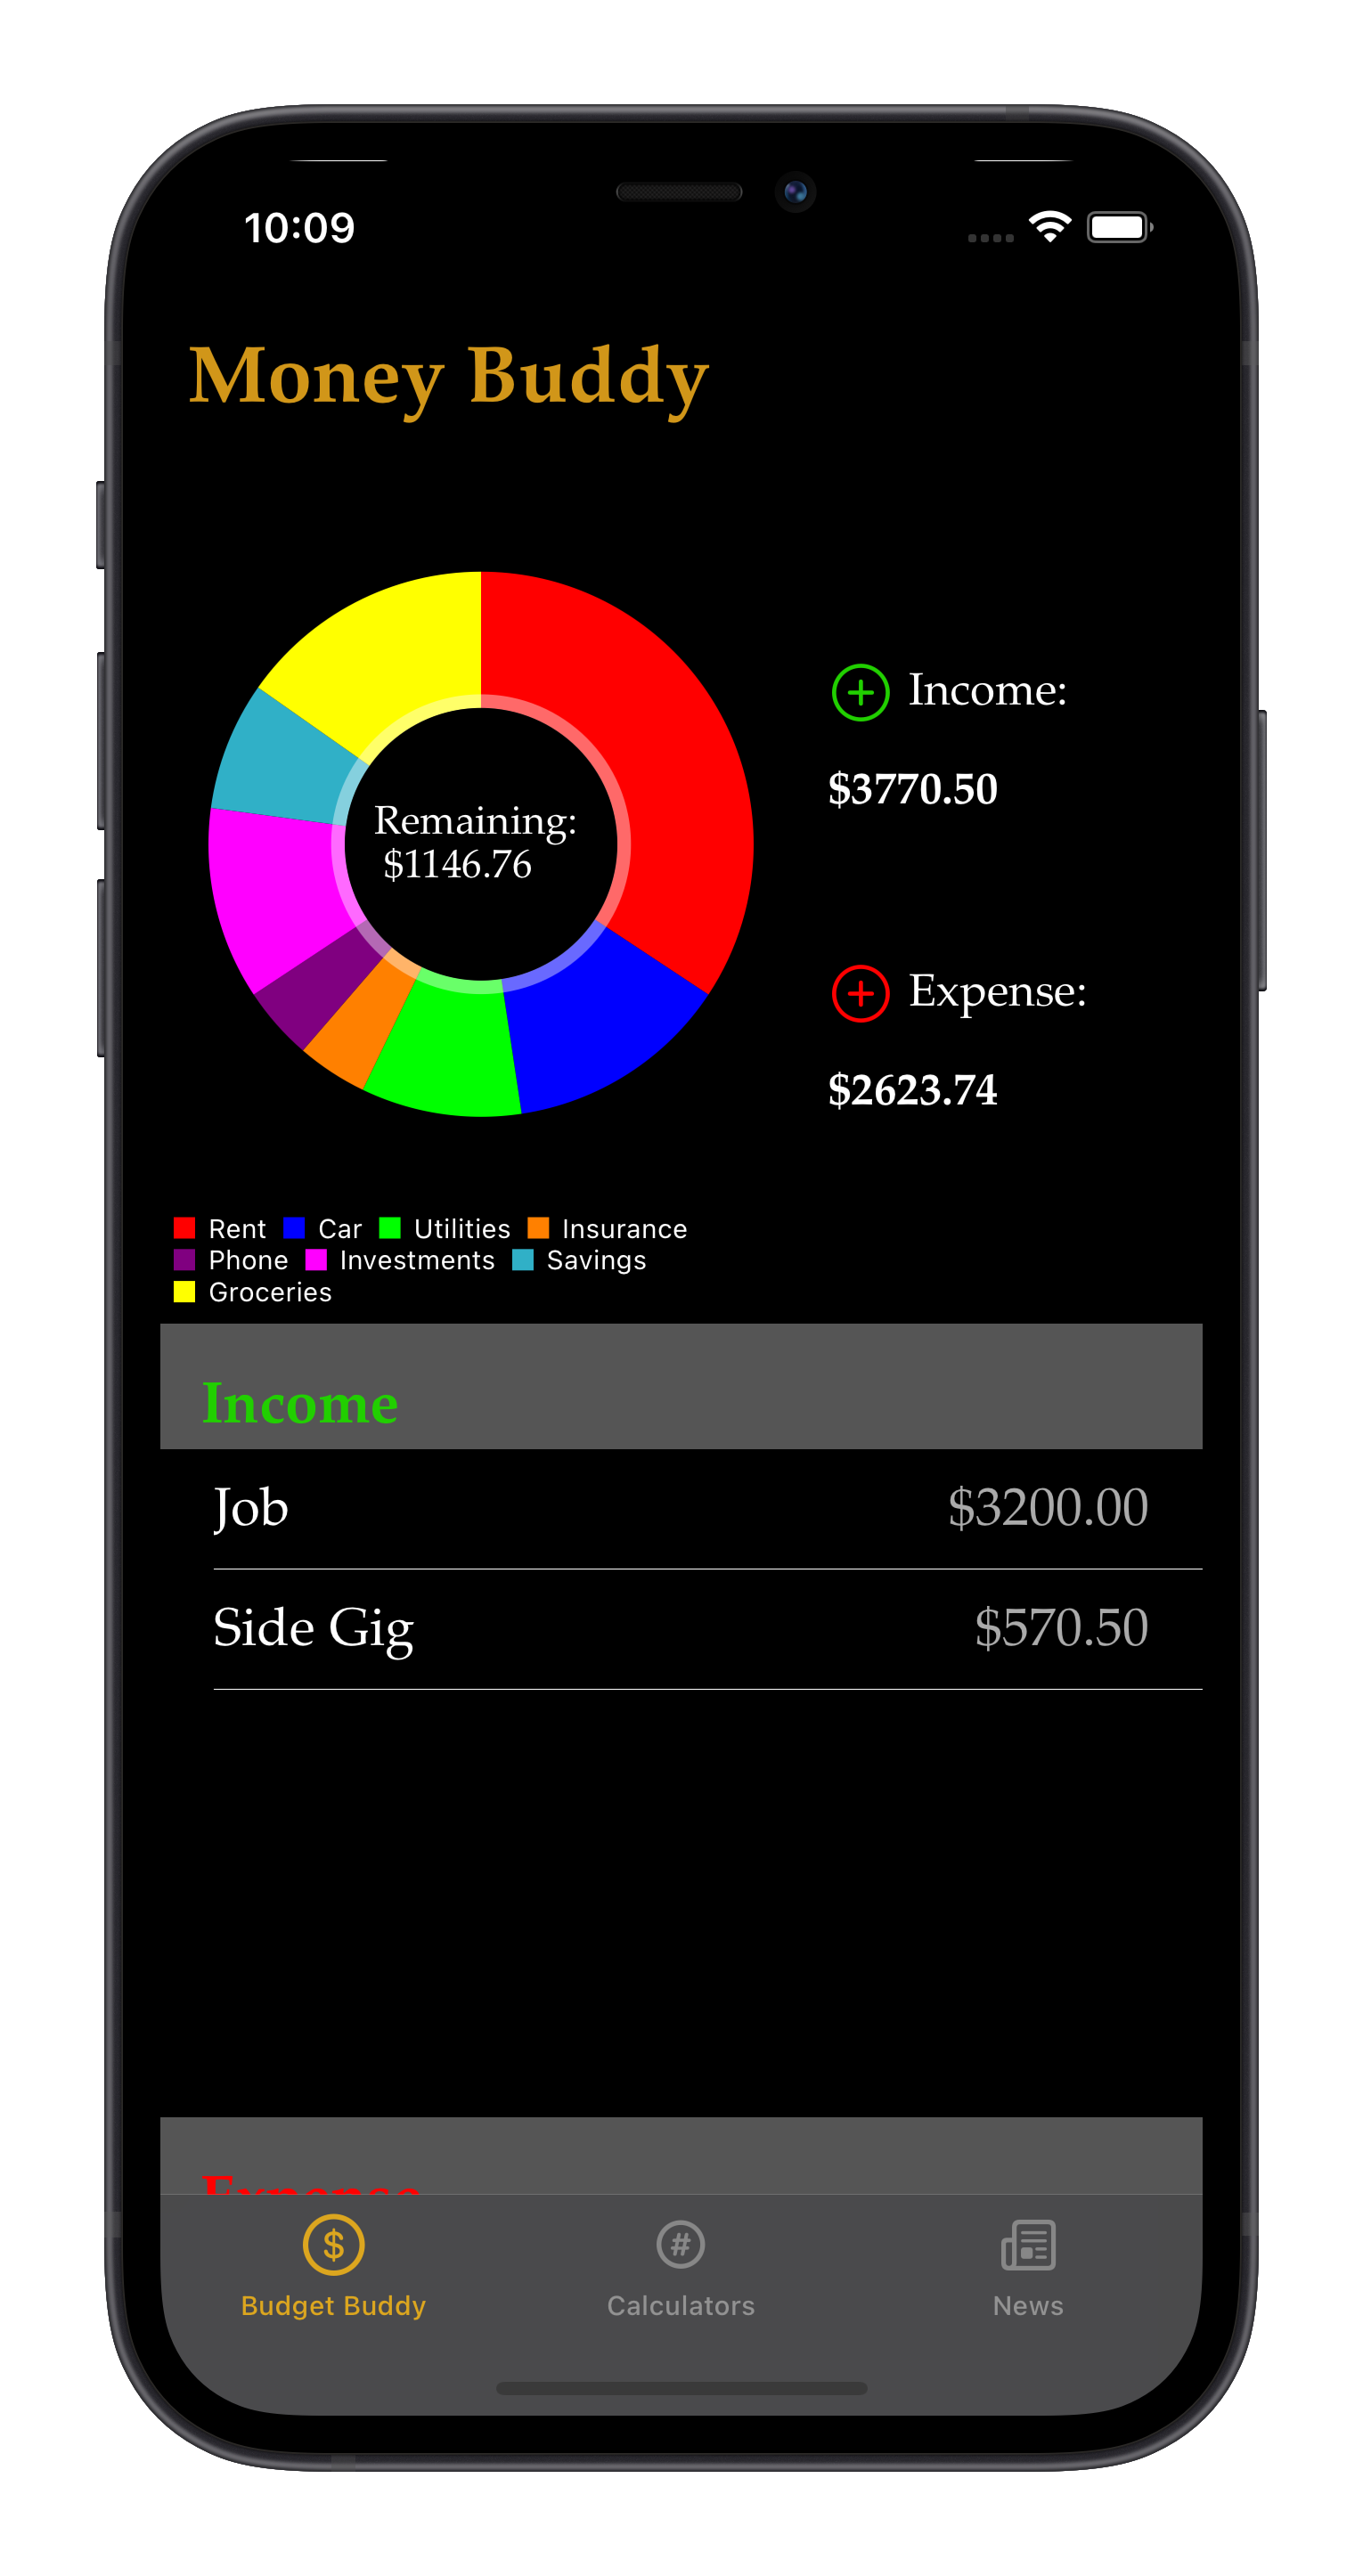 10:09
Money Buddy
Income:
$3770.50
Remaining:
$1146.76
Expense:
$2623.74
Rent Car Utilities Insurance
Phone Investments Savings
Groceries
Income
Job $3200.00
Side Gig $570.50
Expense
Budget Buddy Calculators News